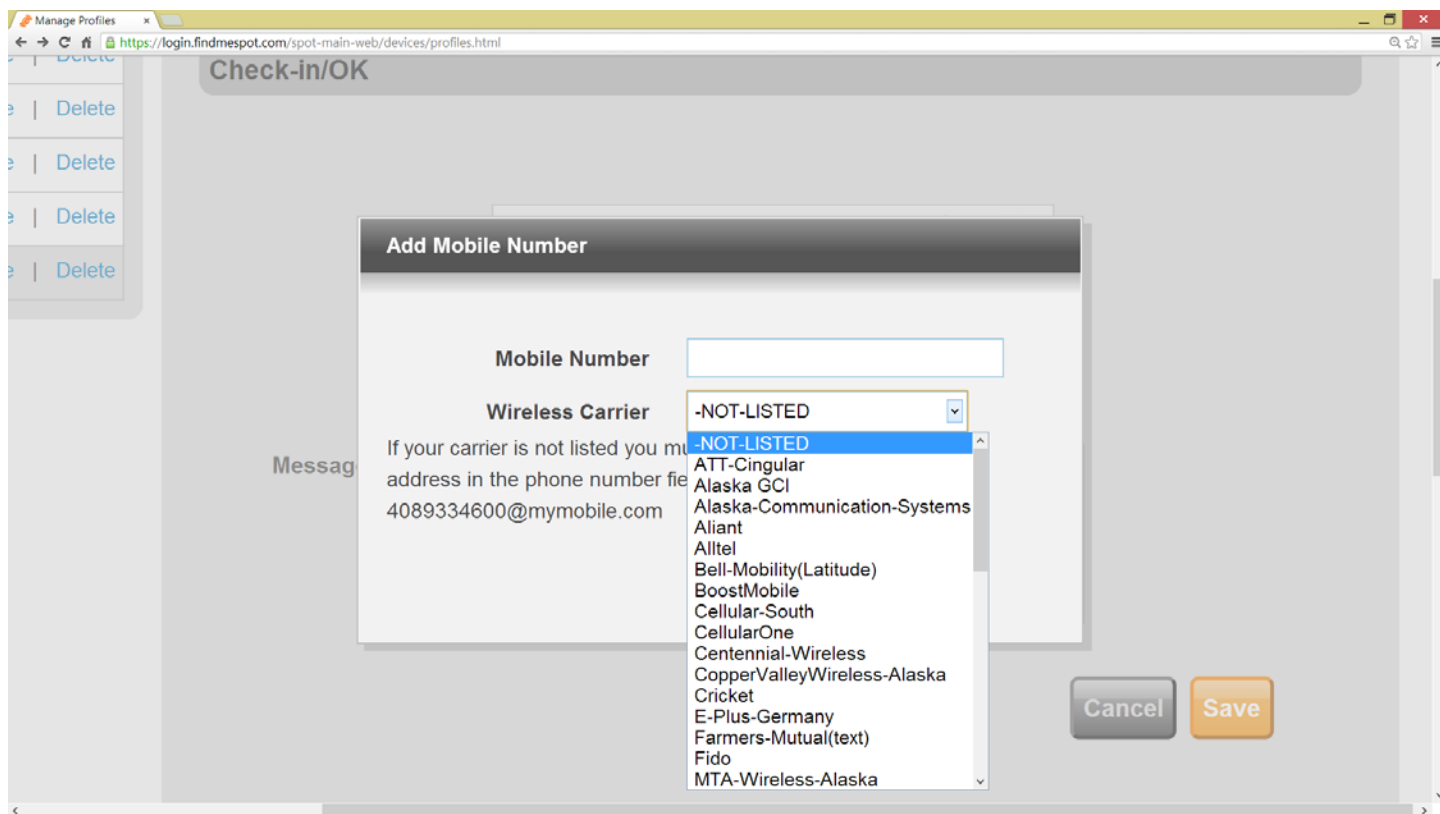 Manage Profiles
https://login.findmespot.com/spot-main-web/devices/profiles.html
Delete
Check-in/OK
e | Delete
e | Delete
e | Delete
e | Delete
Add Mobile Number
Mobile Number
Wireless Carrier -NOT-LISTED
If your carrier is not listed you mu
address in the phone number fie
4089334600@mymobile.com
Messag
-NOT-LISTED
ATT-Cingular
Alaska GCI
Alaska-Communication-Systems
Aliant
Alltel
Bell-Mobility(Latitude)
BoostMobile
Cellular-South
CellularOne
Centennial-Wireless
CopperValleyWireless-Alaska
Cricket
E-Plus-Germany
Farmers-Mutual(text)
Fido
MTA-Wireless-Alaska
Cancel Save